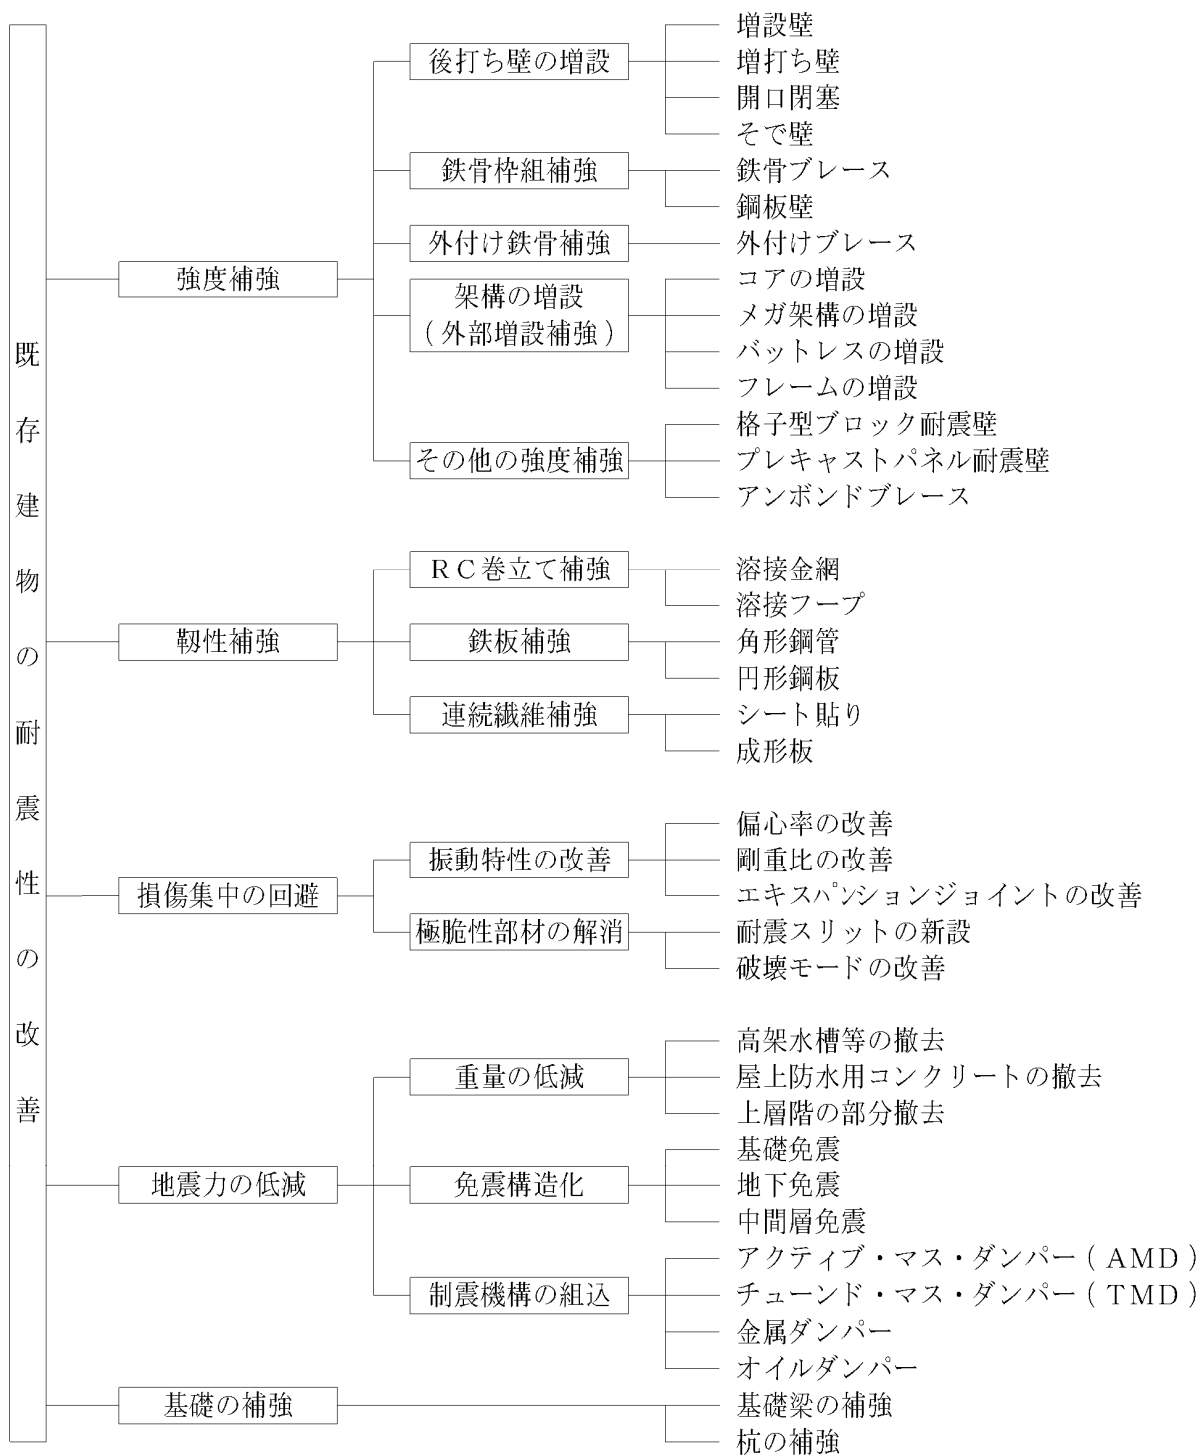 既存建物の耐震性の改善
強度補強
後打ち壁の増設
増設壁
増打ち壁
開口閉塞
そで壁
鉄骨枠組補強
鉄骨ブレース
鋼板壁
外付け鉄骨補強
外付けブレース
架構の増設
（外部増設補強）
コアの増設
メガ架構の増設
バットレスの増設
フレームの増設
その他の強度補強
格子型ブロック耐震壁
プレキャストパネル耐震壁
アンボンドブレース
靱性補強
ＲＣ巻立て補強
溶接金網
溶接フープ
鉄板補強
角形鋼管
円形鋼板
連続繊維補強
シート貼り
成形板
損傷集中の回避
振動特性の改善
偏心率の改善
剛重比の改善
エキスパンションジョイントの改善
極脆性部材の解消
耐震スリットの新設
破壊モードの改善
地震力の低減
重量の低減
高架水槽等の撤去
屋上防水用コンクリートの撤去
上層階の部分撤去
免震構造化
基礎免震
地下免震
中間層免震
制震機構の組込
アクティブ・マス・ダンパー（ＡＭＤ）
チューンド・マス・ダンパー（ＴＭＤ）
金属ダンパー
オイルダンパー
基礎の補強
基礎梁の補強
杭の補強